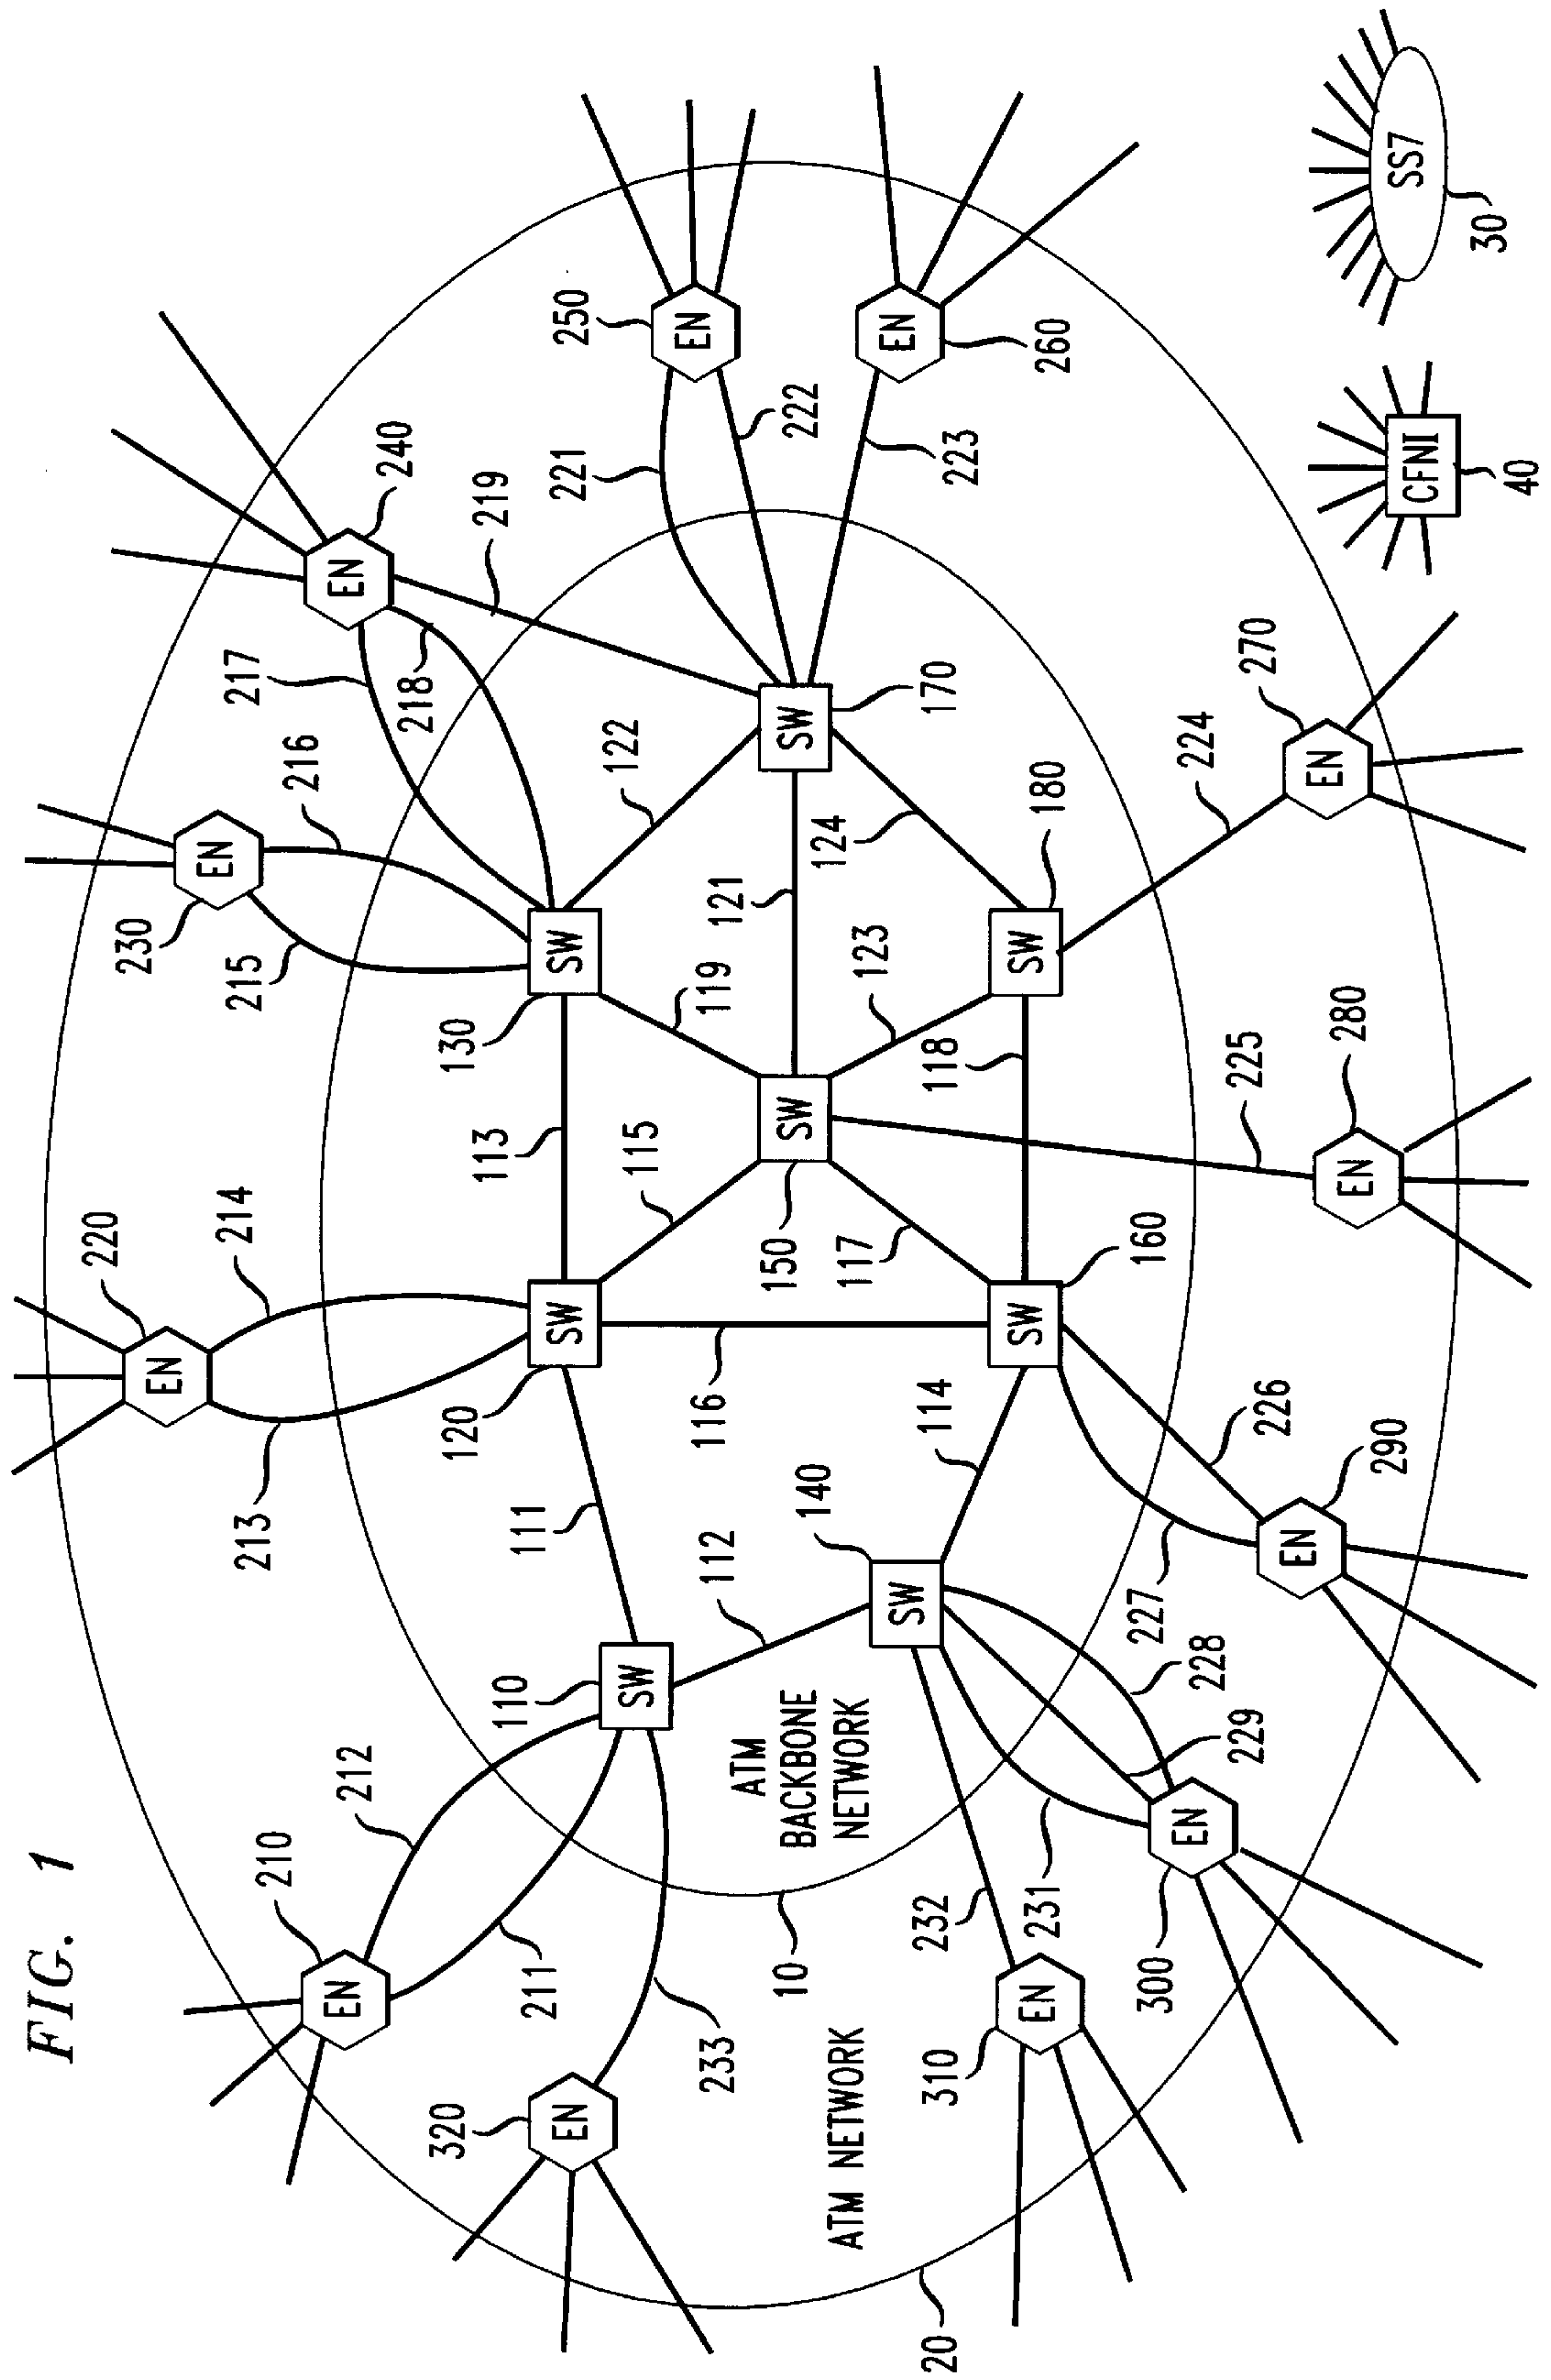 FIG. 1
210
212
220
214
230
216
217
240
213
215
218
219
320
211
110
111
120
113
130
122
221
250
233
115
119
222
112
116
150
121
170
223
260
ATM NETWORK
ATM
BACKBONE
NETWORK
140
117
123
124
10
114
118
180
20
310
232
231
160
224
300
229
228
227
226
225
270
290
280
CFNI
40
SS7
30
EN
EN
EN
EN
EN
EN
EN
EN
EN
EN
EN
EN
SW
SW
SW
SW
SW
SW
SW
SW